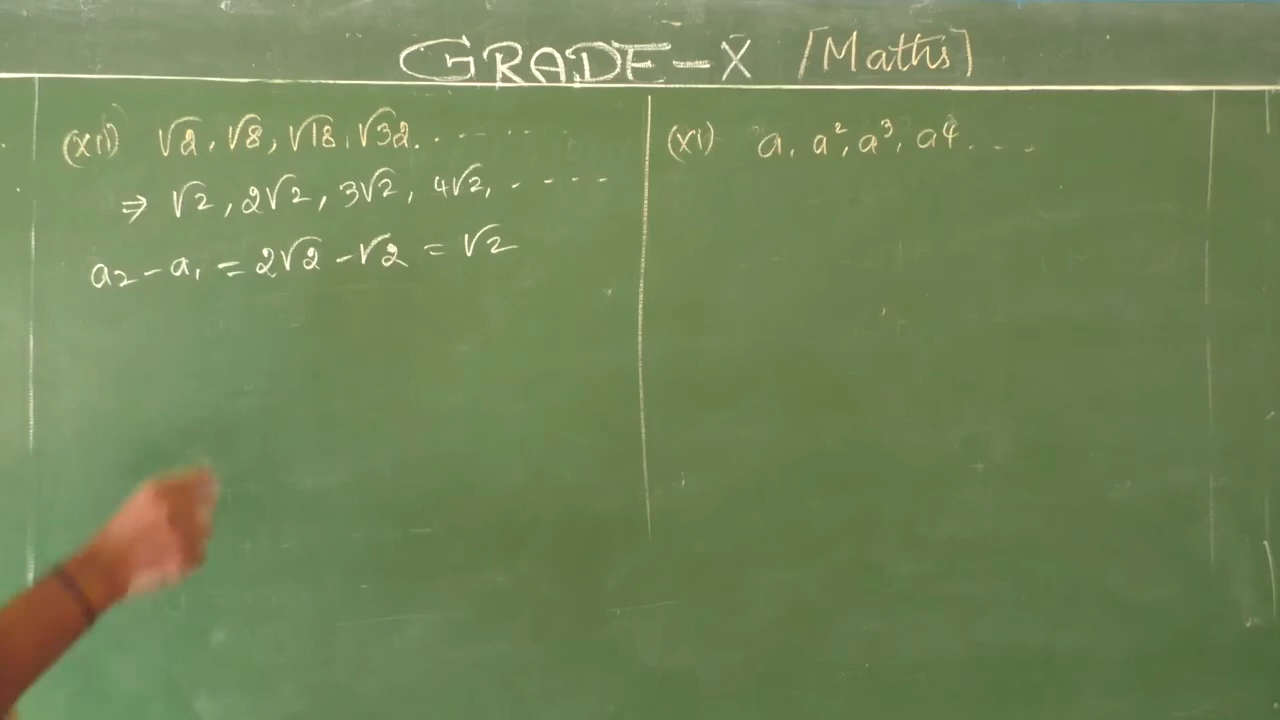 GRADE-X [Maths]
(XII) √2, √8, √18, √32. .......
⇒ √2, 2√2, 3√2, 4√2, .....
a₂ - a₁ = 2√2 - √2 = √2
(XI) a, a², a³, a4....